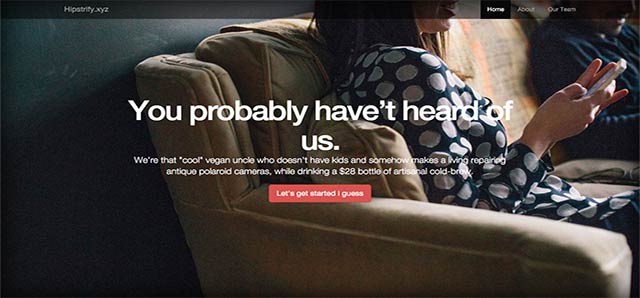 Hipstrify.xyz
Home About Our Team
You probably have't heard of
us.
We're that "cool" vegan uncle who doesn't have kids and somehow makes a living repairing
antique polaroid cameras, while drinking a $28 bottle of artisanal cold-brew.
Let's get started I guess